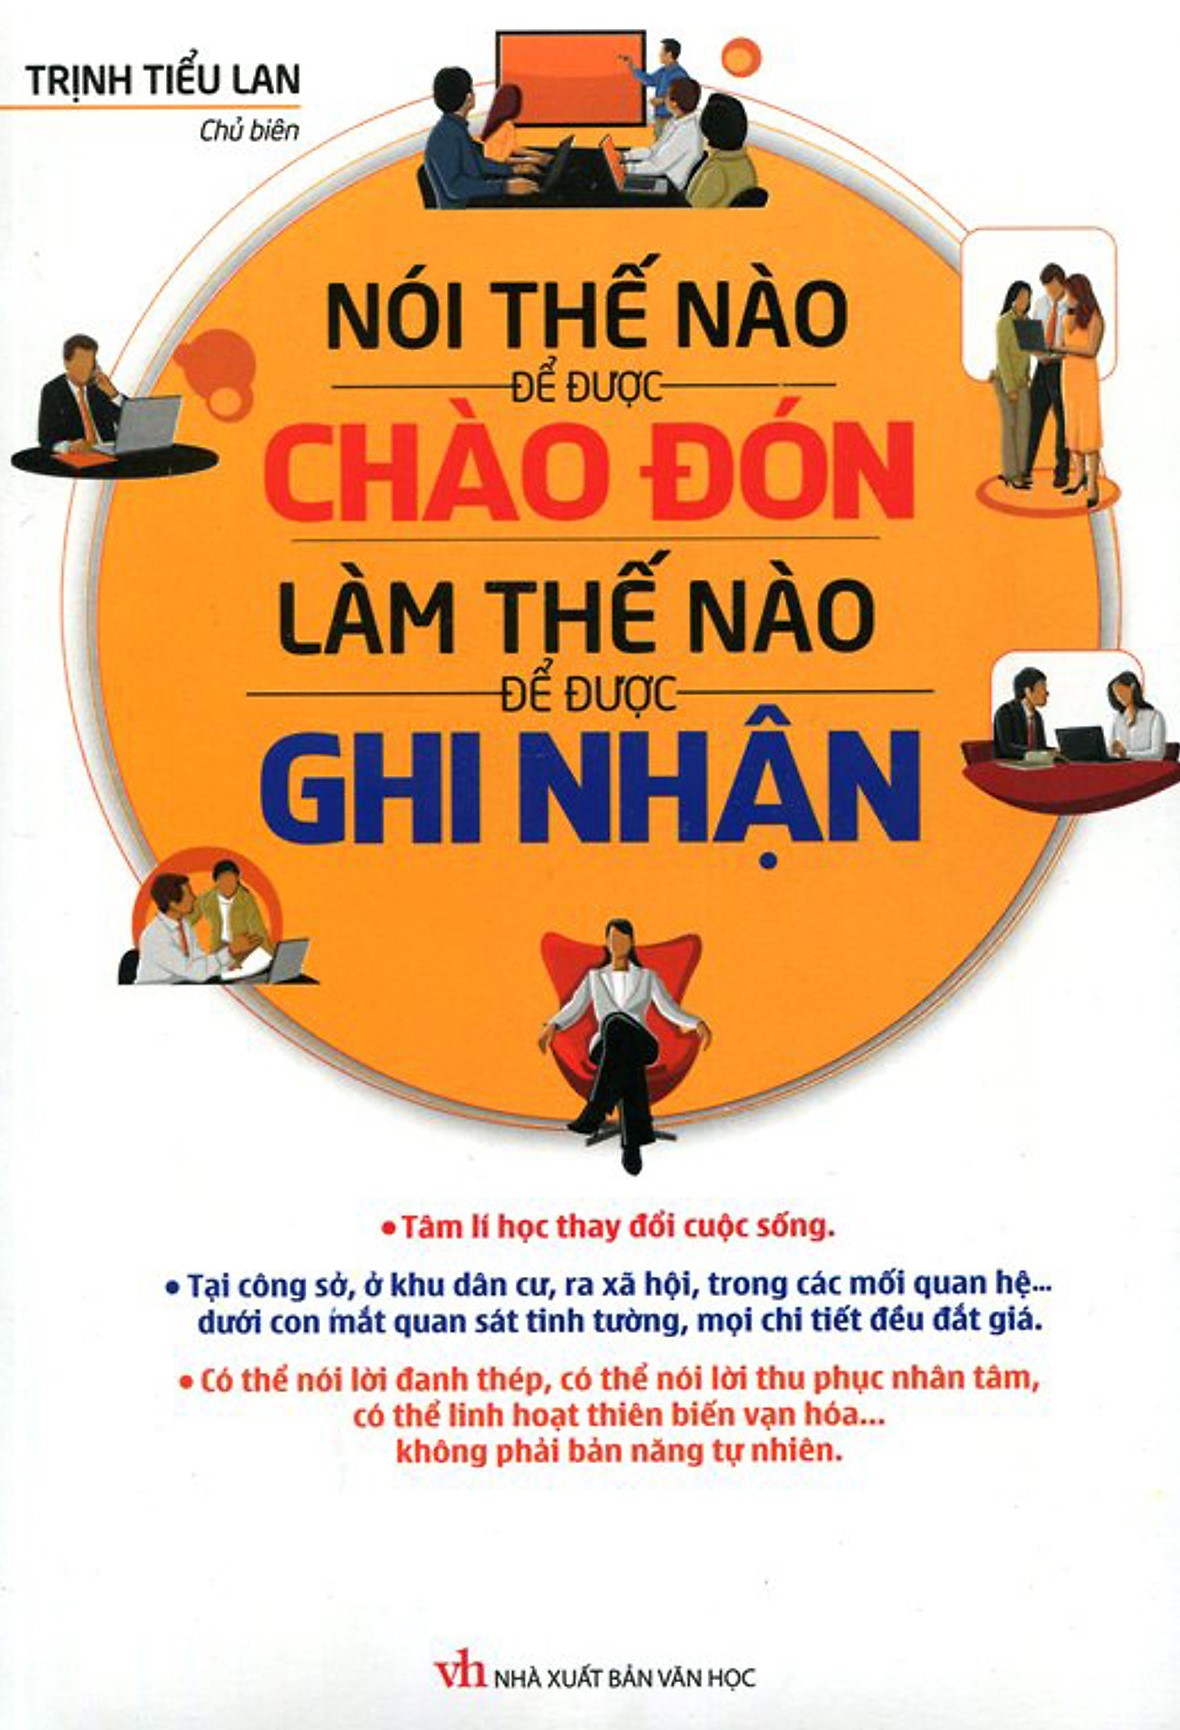 TRỊNH TIỂU LAN
Chủ biên
NÓI THẾ NÀO
ĐỂ ĐƯỢC
CHÀO ĐÓN
LÀM THẾ NÀO
ĐỂ ĐƯỢC
GHI NHẬN
• Tâm lí học thay đổi cuộc sống.
• Tại công sở, ở khu dân cư, ra xã hội, trong các mối quan hệ...
dưới con mắt quan sát tinh tường, mọi chi tiết đều đắt giá.
• Có thể nói lời đanh thép, có thể nói lời thu phục nhân tâm,
có thể linh hoạt thiên biến vạn hóa...
không phải bản năng tự nhiên.
vh NHÀ XUẤT BẢN VĂN HỌC